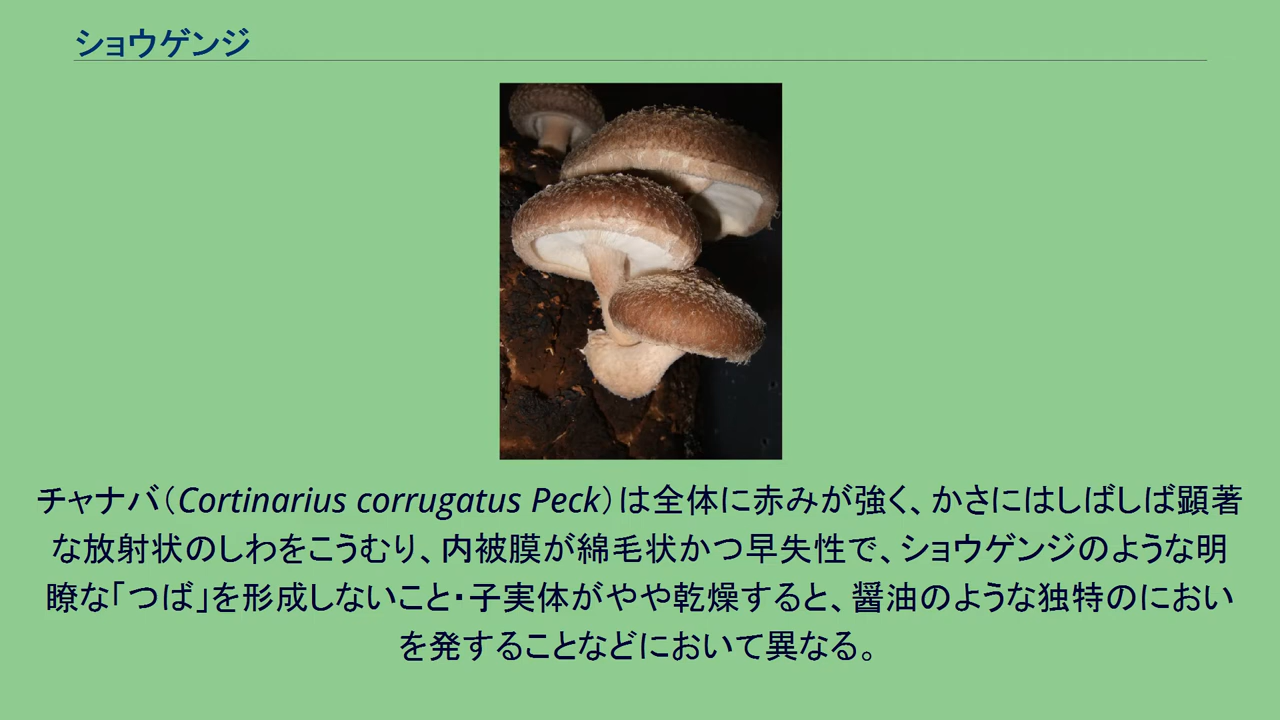 ショウゲンジ
チャナバ（Cortinarius corrugatus Peck）は全体に赤みが強く、かさにはしばしば顕著
な放射状のしわをこうむり、内被膜が綿毛状かつ早失性で、ショウゲンジのような明
瞭な「つば」を形成しないこと・子実体がやや乾燥すると、醤油のような独特のにおい
を発することなどにおいて異なる。